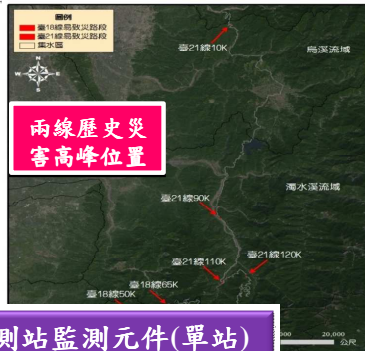 圖例
臺18線易致災路段
臺21線易致災路段
集水區
N
W
E
S
臺21線10K
烏溪流域
兩線歷史災
害高峰位置
濁水溪流域
臺21線90K
臺21線110K
臺21線120K
臺18線65K
臺18線50K
測站監測元件(單站)
20,000
公尺